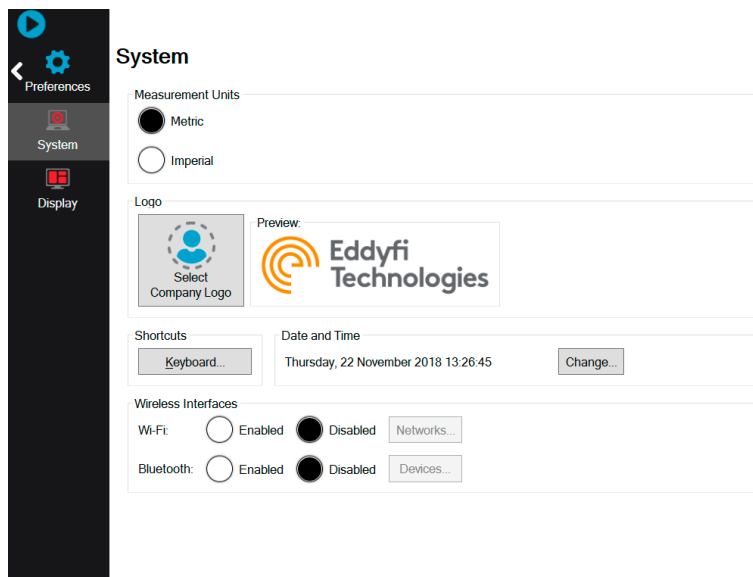 System
Preferences
System
Display
Measurement Units
Metric
Imperial
Logo
Select
Company Logo
Preview:
Eddyfi
Technologies
Shortcuts
Keyboard...
Date and Time
Thursday, 22 November 2018 13:26:45
Change...
Wireless Interfaces
Wi-Fi: Enabled Disabled Networks...
Bluetooth: Enabled Disabled Devices...